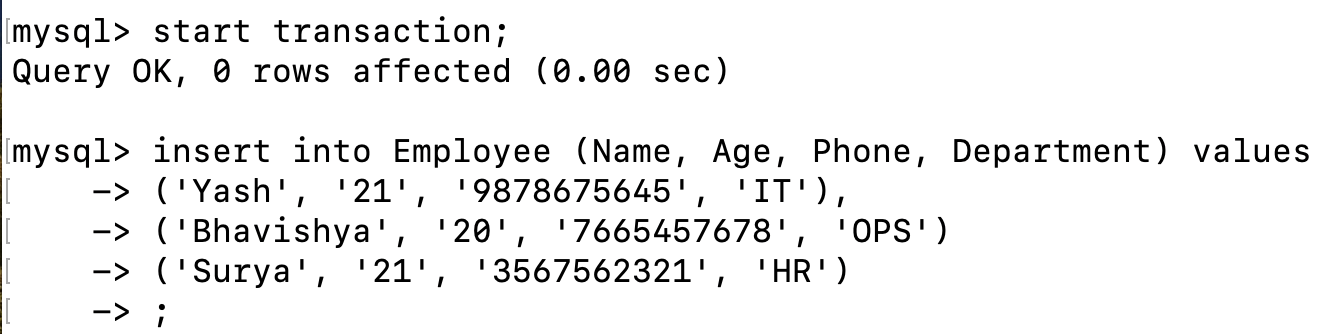 [mysql> start transaction;
Query OK, 0 rows affected (0.00 sec)
[mysql> insert into Employee (Name, Age, Phone, Department) values
[    -> ('Yash', '21', '9878675645', 'IT'),
[    -> ('Bhavishya', '20', '7665457678', 'OPS')
[    -> ('Surya', '21', '3567562321', 'HR')
[    -> ;